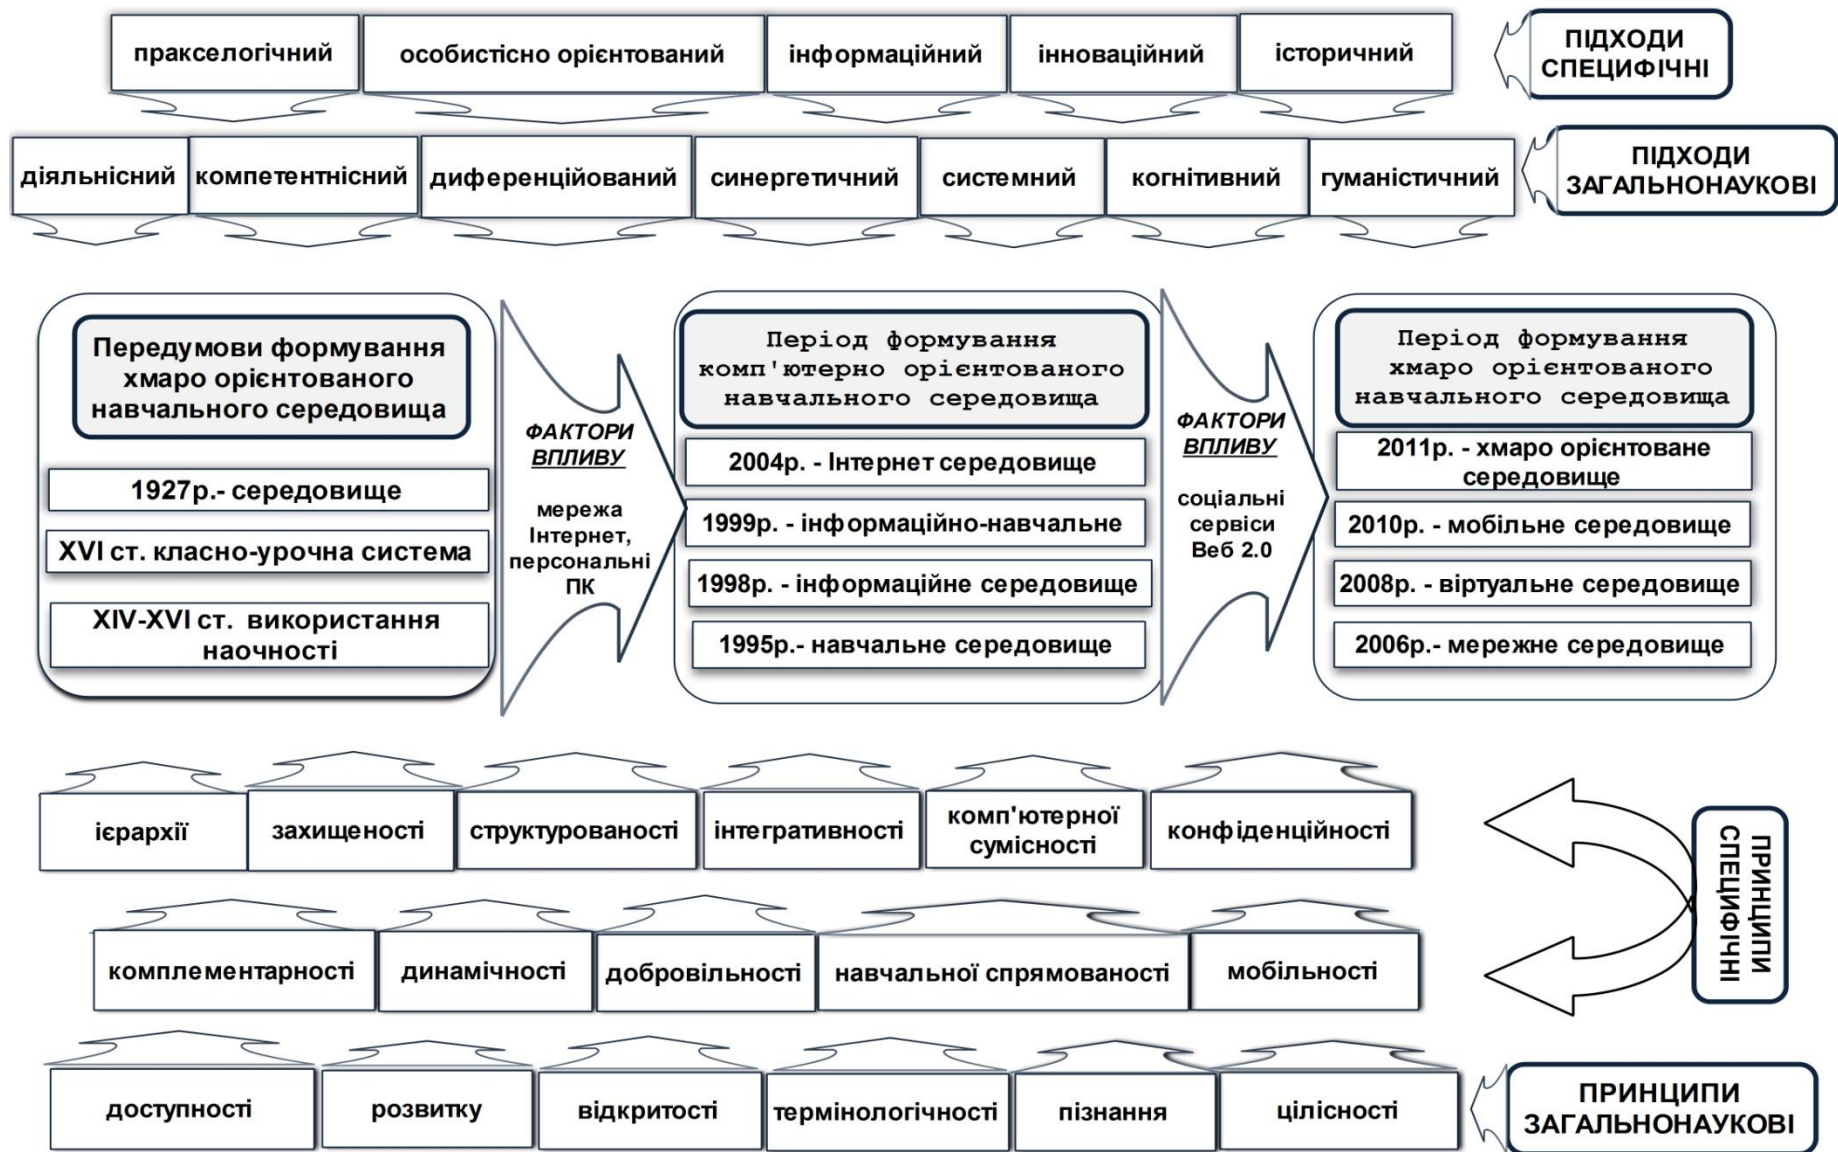 пракселогічний
особистісно орієнтований
інформаційний
інноваційний
історичний
ПІДХОДИ
СПЕЦИФІЧНІ
діяльнісний
компетентнісний
диференційований
синергетичний
системний
когнітивний
гуманістичний
ПІДХОДИ
ЗАГАЛЬНОНАУКОВІ
Передумови формування
хмаро орієнтованого
навчального середовища
1927р.- середовище
XVI ст. класно-урочна система
XIV-XVI ст. використання
наочності
ФАКТОРИ
ВПЛИВУ
мережа
Інтернет,
персональні
ПК
Період формування
комп'ютерно орієнтованого
навчального середовища
2004р. - Інтернет середовище
1999р. - інформаційно-навчальне
1998р. - інформаційне середовище
1995р.- навчальне середовище
ФАКТОРИ
ВПЛИВУ
соціальні
сервіси
Веб 2.0
Період формування
хмаро орієнтованого
навчального середовища
2011р. - хмаро орієнтоване
середовище
2010р. - мобільне середовище
2008р. - віртуальне середовище
2006р.- мережне середовище
ієрархії
захищеності
структурованості
інтегративності
комп'ютерної
сумісності
конфіденційності
ПРИНЦИПИ
СПЕЦИФІЧНІ
комплементарності
динамічності
добровільності
навчальної спрямованості
мобільності
доступності
розвитку
відкритості
термінологічності
пізнання
цілісності
ПРИНЦИПИ
ЗАГАЛЬНОНАУКОВІ